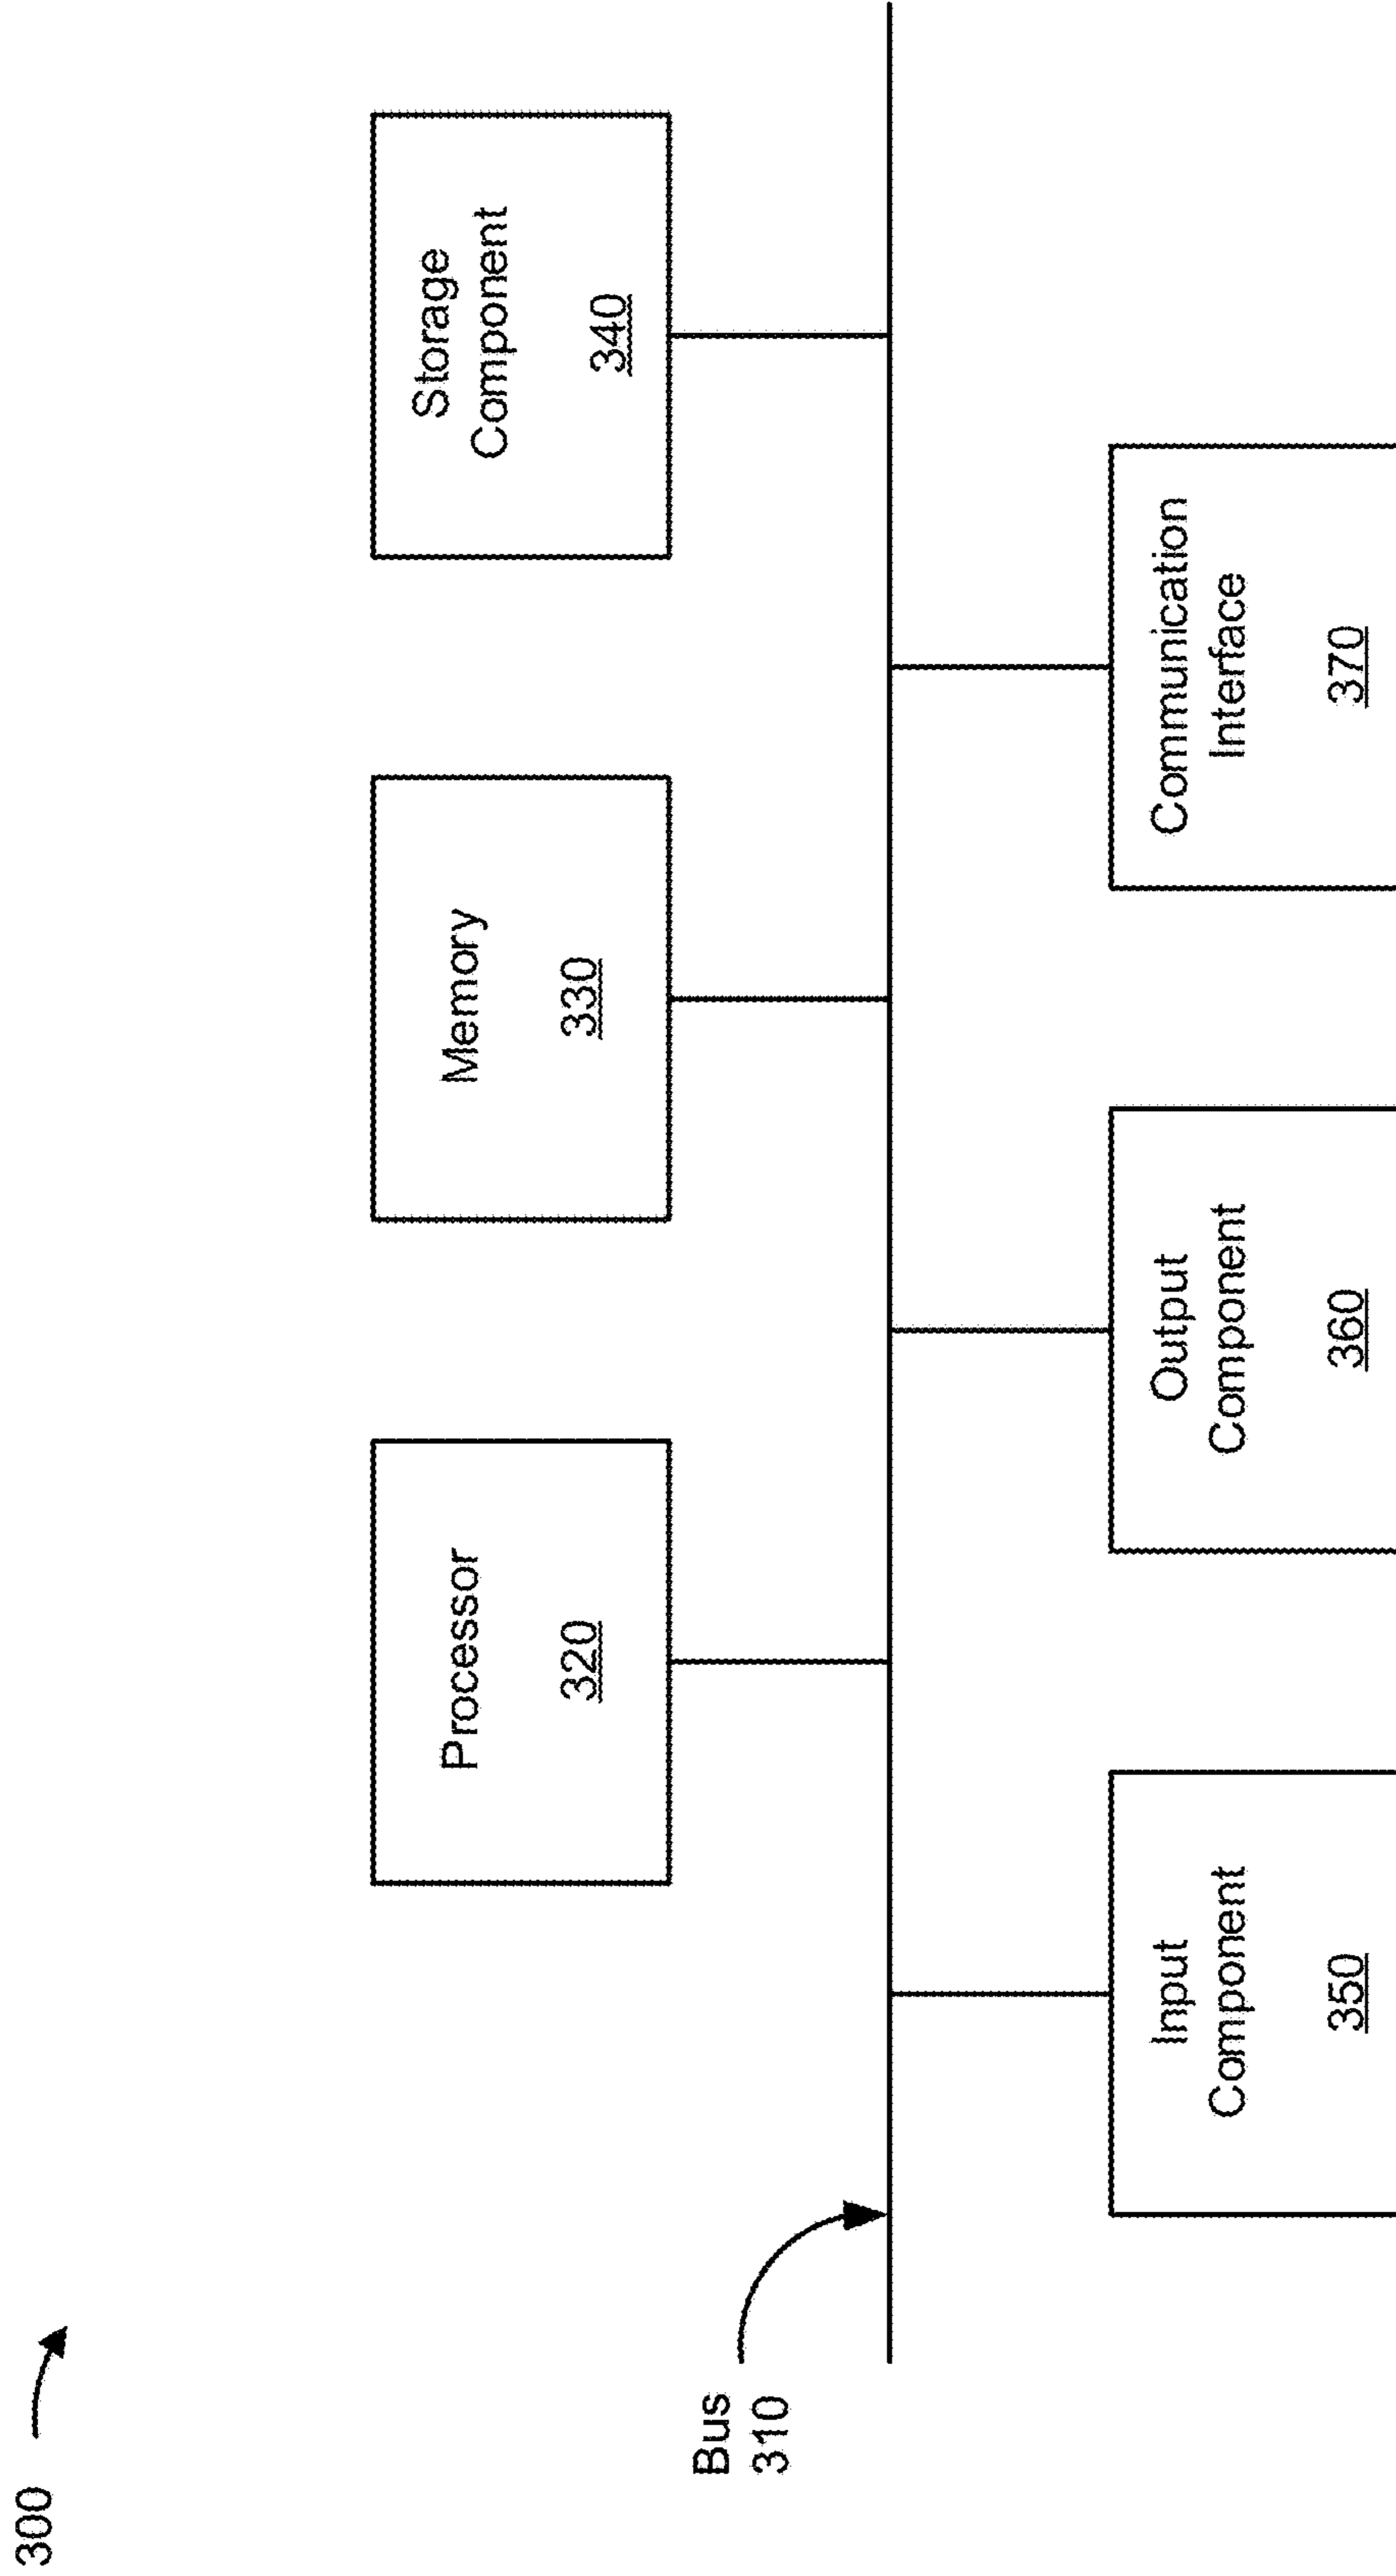 300
Processor
320
Memory
330
Storage
Component
340
Bus
310
Input
Component
350
Output
Component
360
Communication
Interface
370